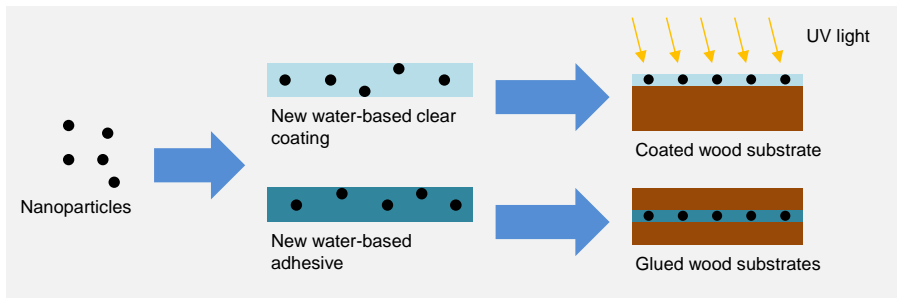 UV light
New water-based clear
coating
Coated wood substrate
Nanoparticles
New water-based
adhesive
Glued wood substrates